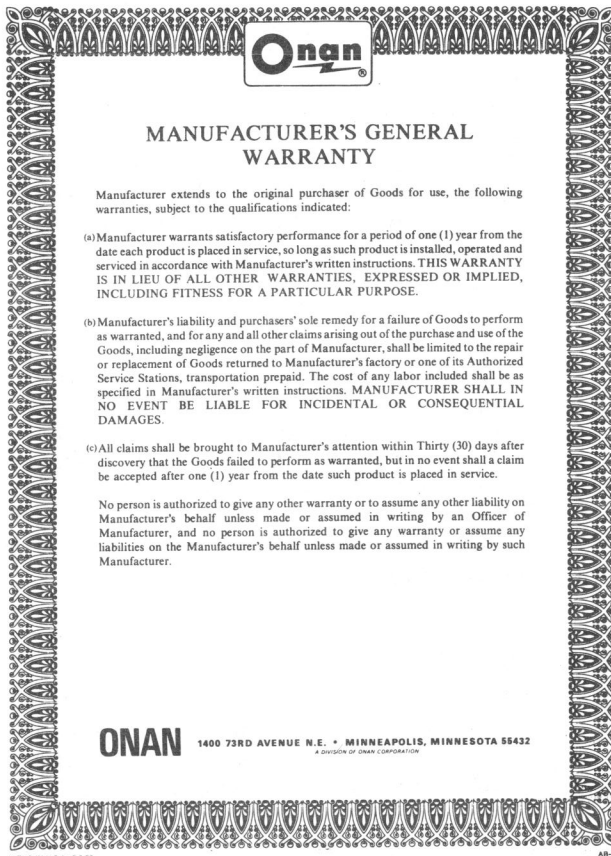 Onan
®
MANUFACTURER'S GENERAL
WARRANTY
Manufacturer extends to the original purchaser of Goods for use, the following
warranties, subject to the qualifications indicated:
(a) Manufacturer warrants satisfactory performance for a period of one (1) year from the
date each product is placed in service, so long as such product is installed, operated and
serviced in accordance with Manufacturer's written instructions. THIS WARRANTY
IS IN LIEU OF ALL OTHER WARRANTIES, EXPRESSED OR IMPLIED,
INCLUDING FITNESS FOR A PARTICULAR PURPOSE.
(b) Manufacturer's liability and purchasers' sole remedy for a failure of Goods to perform
as warranted, and for any and all other claims arising out of the purchase and use of the
Goods, including negligence on the part of Manufacturer, shall be limited to the repair
or replacement of Goods returned to Manufacturer's factory or one of its Authorized
Service Stations, transportation prepaid. The cost of any labor included shall be as
specified in Manufacturer's written instructions. MANUFACTURER SHALL IN
NO EVENT BE LIABLE FOR INCIDENTAL OR CONSEQUENTIAL
DAMAGES.
(c) All claims shall be brought to Manufacturer's attention within Thirty (30) days after
discovery that the Goods failed to perform as warranted, but in no event shall a claim
be accepted after one (1) year from the date such product is placed in service.
No person is authorized to give any other warranty or to assume any other liability on
Manufacturer's behalf unless made or assumed in writing by an Officer of
Manufacturer, and no person is authorized to give any warranty or assume any
liabilities on the Manufacturer's behalf unless made or assumed in writing by such
Manufacturer.
ONAN 1400 73RD AVENUE N.E. • MINNEAPOLIS, MINNESOTA 55432
A DIVISION OF ONAN CORPORATION